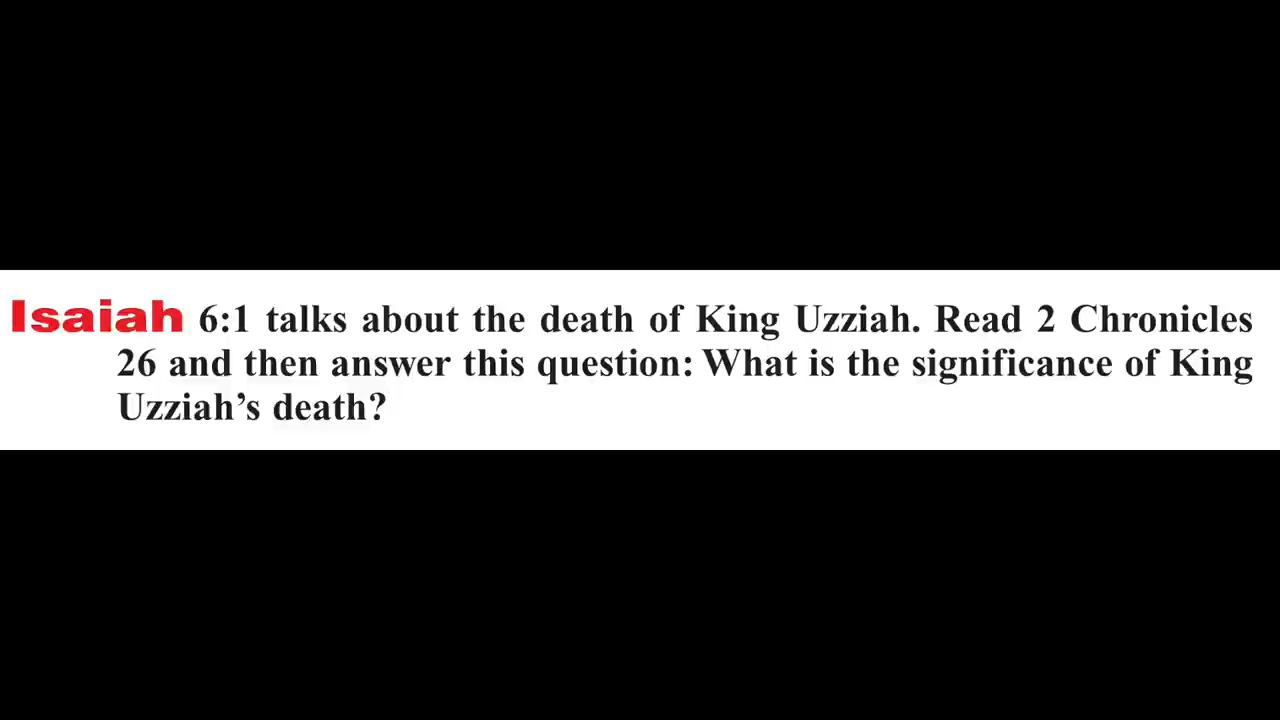 Isaiah 6:1 talks about the death of King Uzziah. Read 2 Chronicles
26 and then answer this question: What is the significance of King
Uzziah’s death?